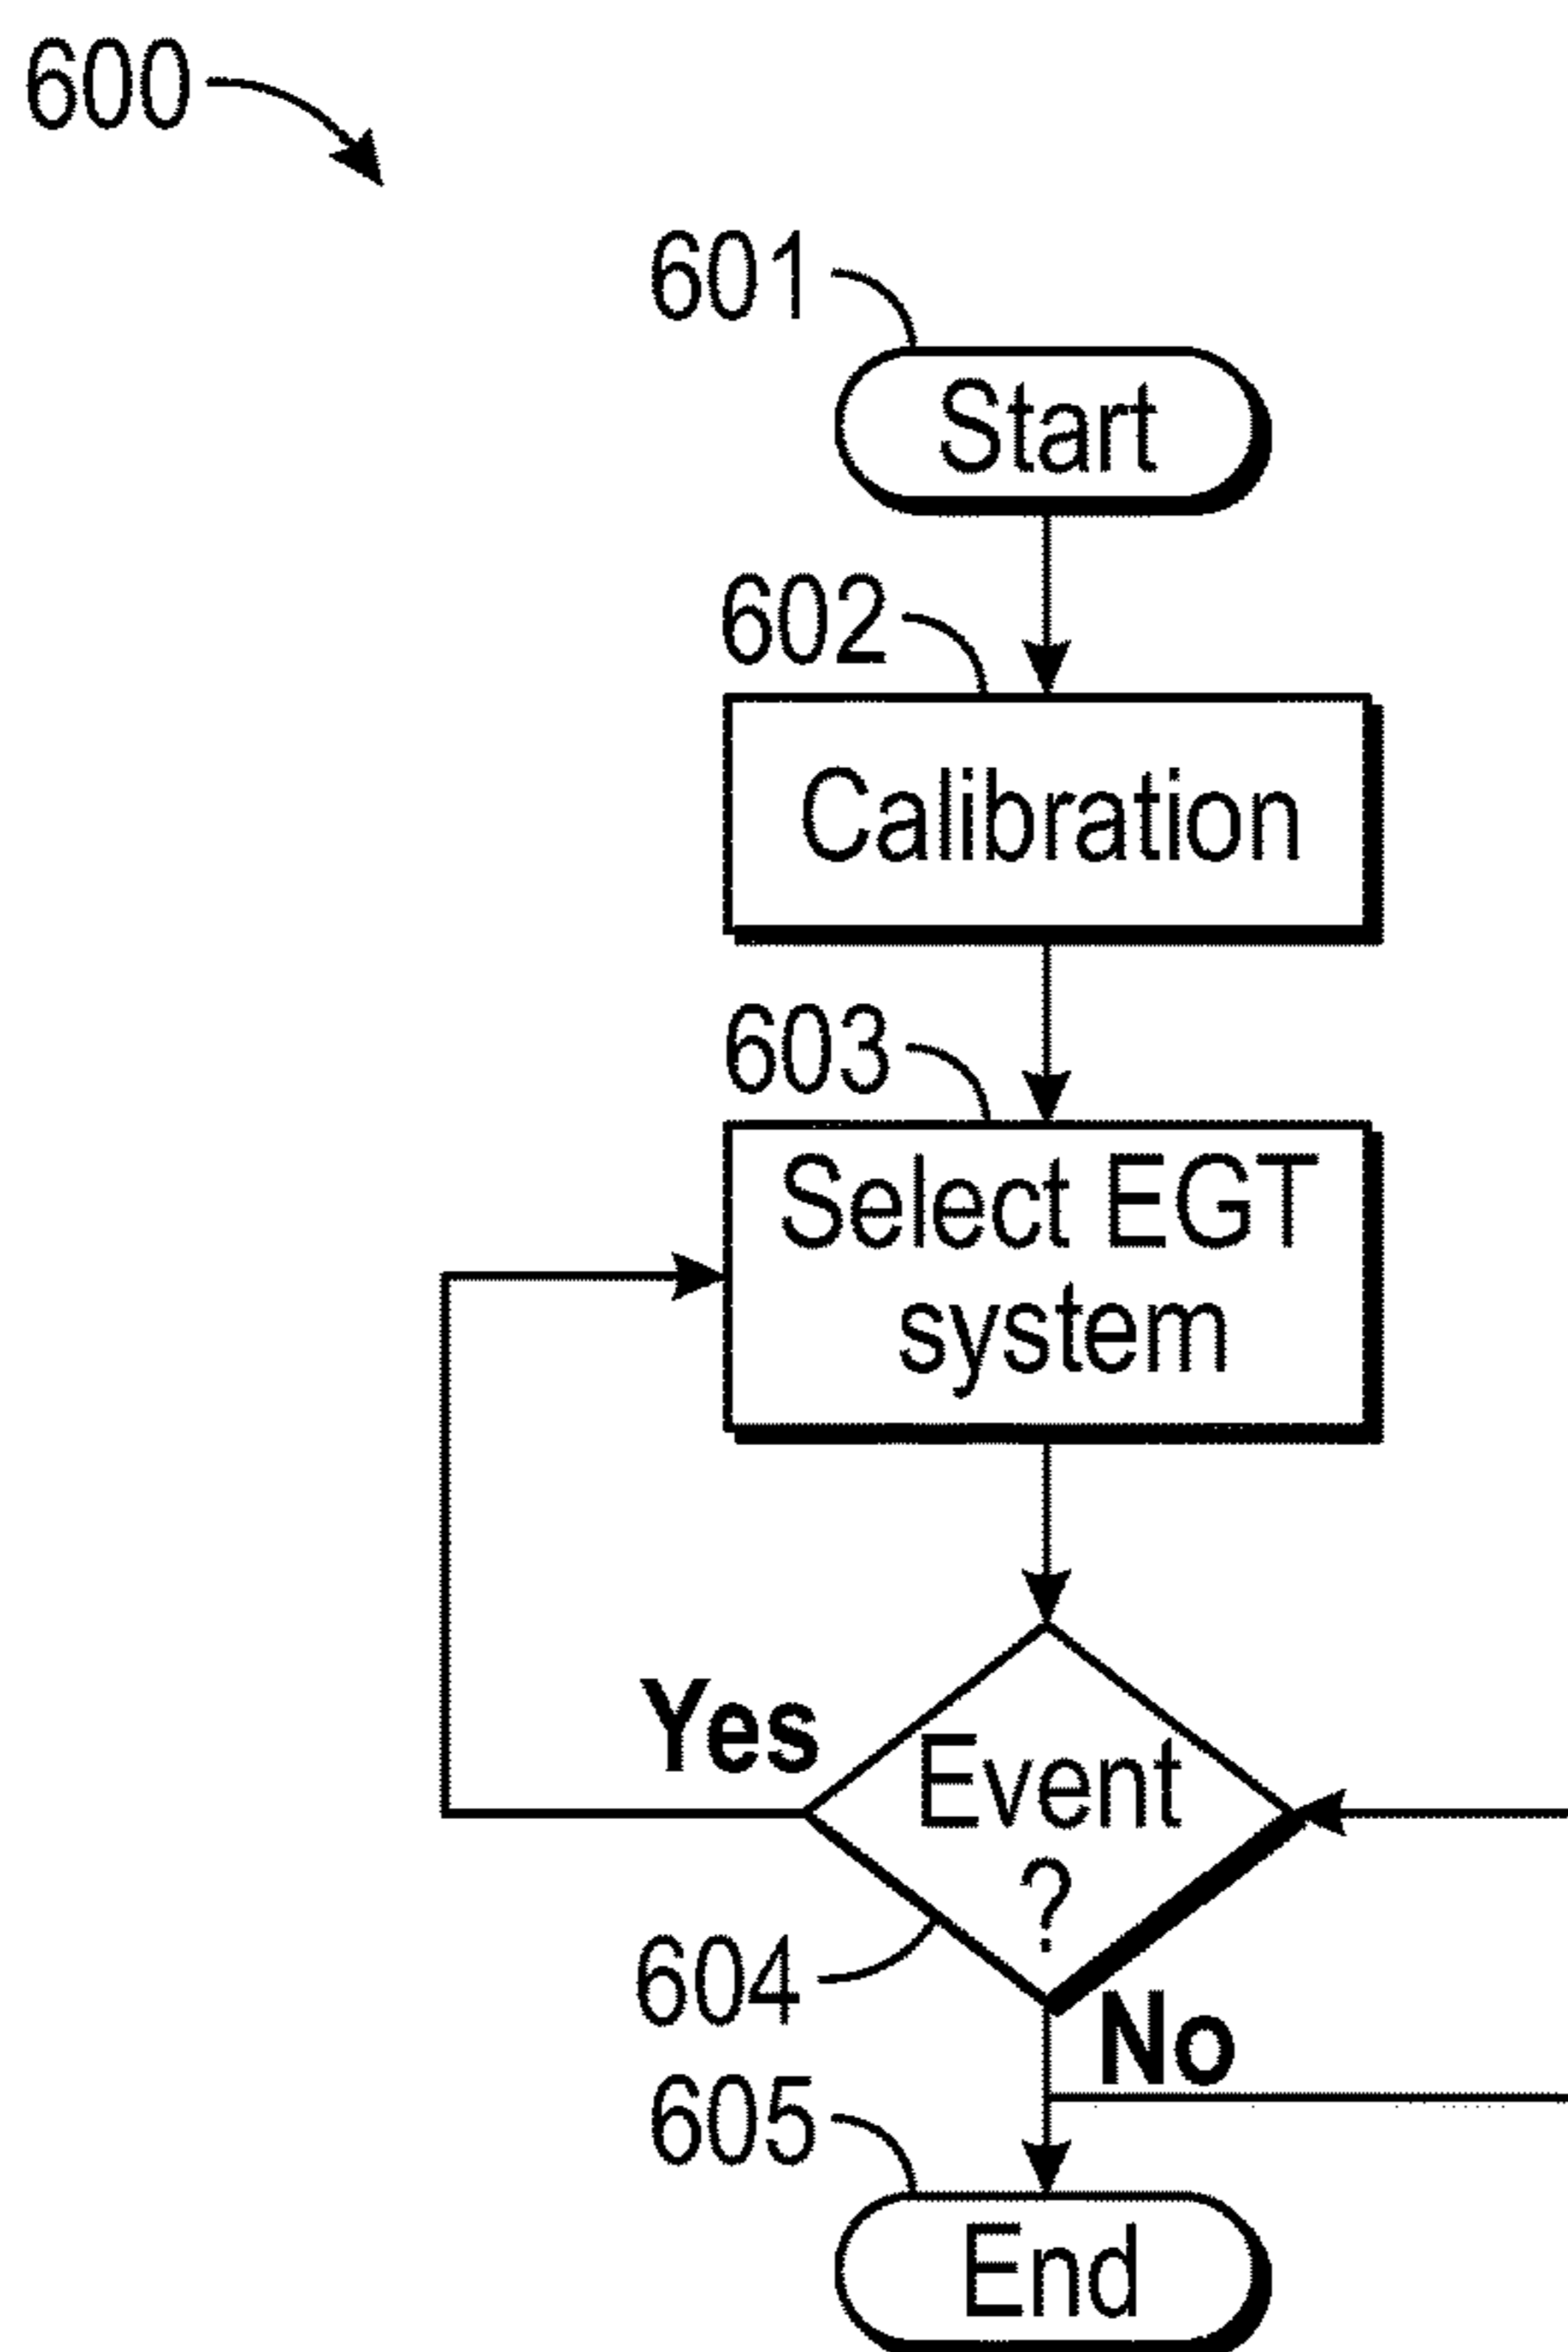 600
601
Start
602
Calibration
603
Select EGT
system
Yes
Event
?
604
No
605
End